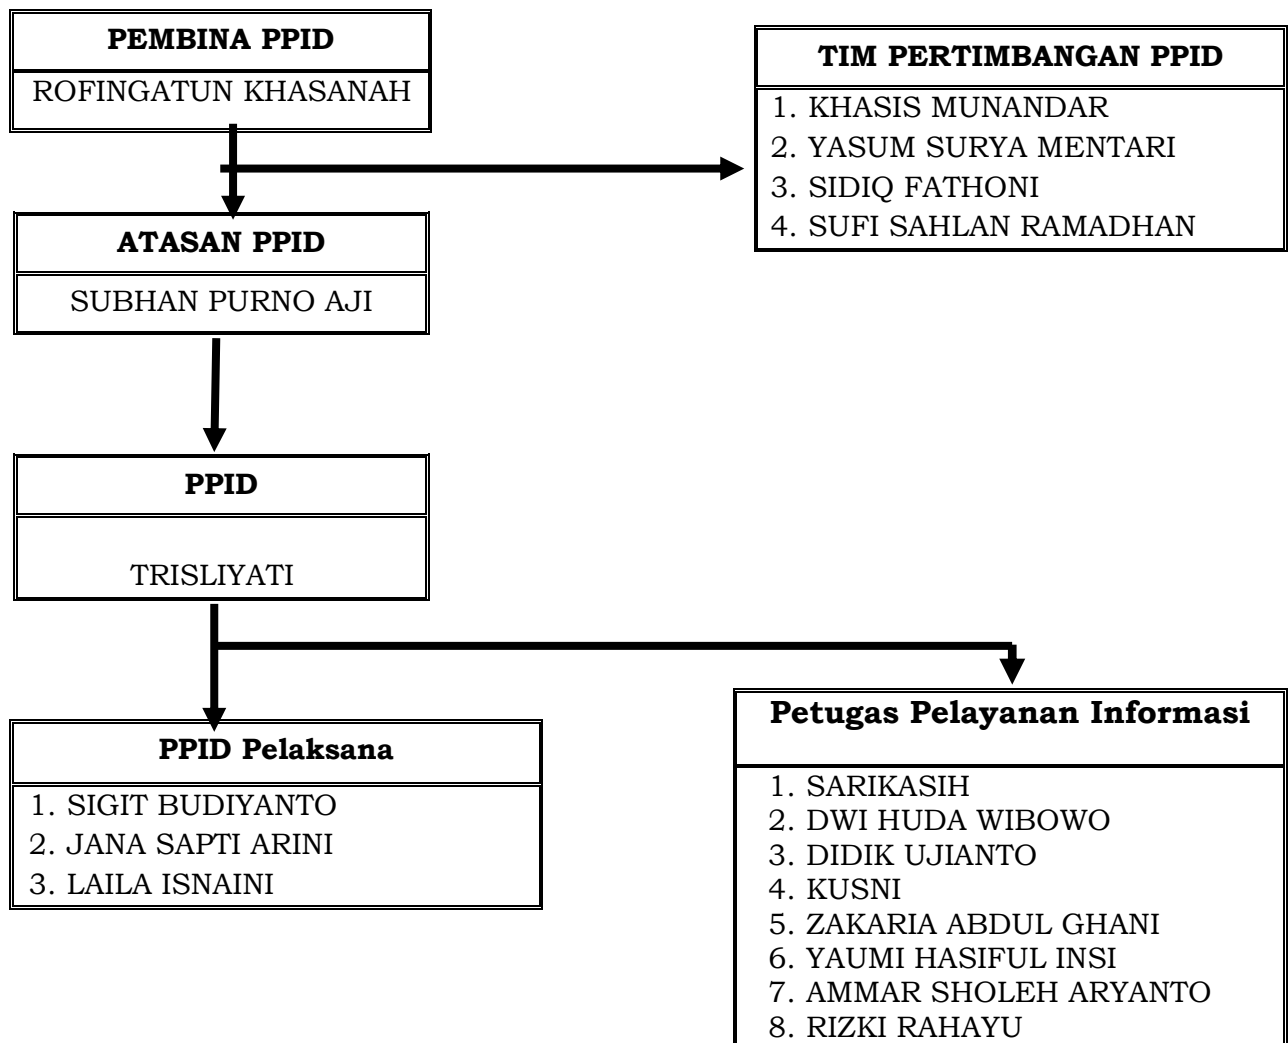 PEMBINA PPID
ROFINGATUN KHASANAH
TIM PERTIMBANGAN PPID
1. KHASIS MUNANDAR
2. YASUM SURYA MENTARI
3. SIDIQ FATHONI
4. SUFI SAHLAN RAMADHAN
ATASAN PPID
SUBHAN PURNO AJI
PPID
TRISLIYATI
PPID Pelaksana
1. SIGIT BUDIYANTO
2. JANA SAPTI ARINI
3. LAILA ISNAINI
Petugas Pelayanan Informasi
1. SARIKASIH
2. DWI HUDA WIBOWO
3. DIDIK UJIANTO
4. KUSNI
5. ZAKARIA ABDUL GHANI
6. YAUMI HASIFUL INSI
7. AMMAR SHOLEH ARYANTO
8. RIZKI RAHAYU